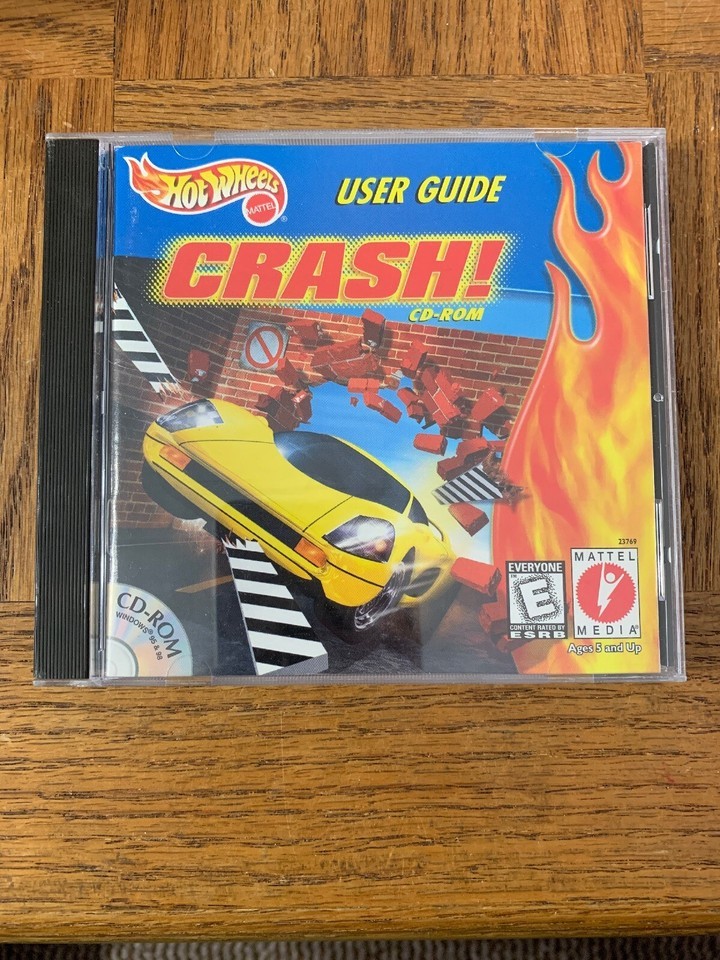 HOT WHEELS
MATTEL
®
USER GUIDE
CRASH!
CD-ROM
23769
EVERYONE
E
™
CONTENT RATED BY
ESRB
MATTEL
MEDIA®
Ages 5 and Up
CD-ROM
WINDOWS® 95 & 98